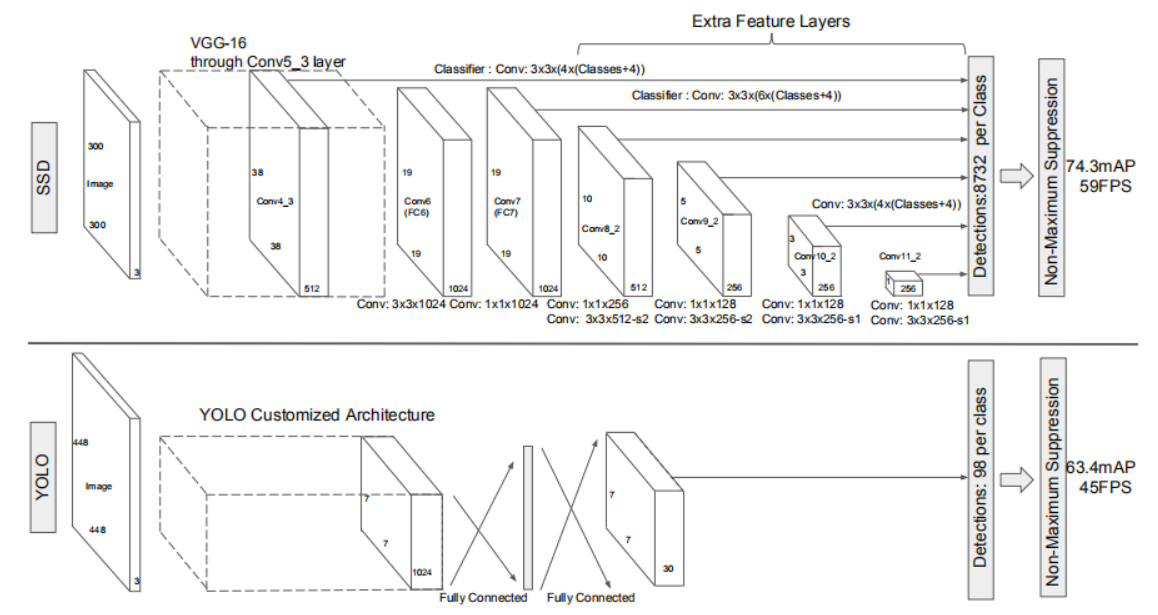 Extra Feature Layers
VGG-16
through Conv5_3 layer
Classifier : Conv: 3x3x(4x(Classes+4))
Classifier : Conv: 3x3x(6x(Classes+4))
SSD
300
Image
300
3
38
Conv4_3
38
512
19
Conv6
(FC6)
19
1024
19
Conv7
(FC7)
19
1024
10
Conv8_2
10
512
5
Conv9_2
5
256
Conv: 3x3x(4x(Classes+4))
3
Conv10_2
3
256
Conv11_2
1
256
Conv: 3x3x1024
Conv: 1x1x1024
Conv: 1x1x256
Conv: 3x3x512-s2
Conv: 1x1x128
Conv: 3x3x256-s2
Conv: 1x1x128
Conv: 3x3x256-s1
Conv: 1x1x128
Conv: 3x3x256-s1
Detections:8732 per Class
Non-Maximum Suppression
74.3mAP
59FPS
YOLO
448
Image
448
3
YOLO Customized Architecture
7
7
1024
Fully Connected
Fully Connected
7
7
30
Detections: 98 per class
Non-Maximum Suppression
63.4mAP
45FPS